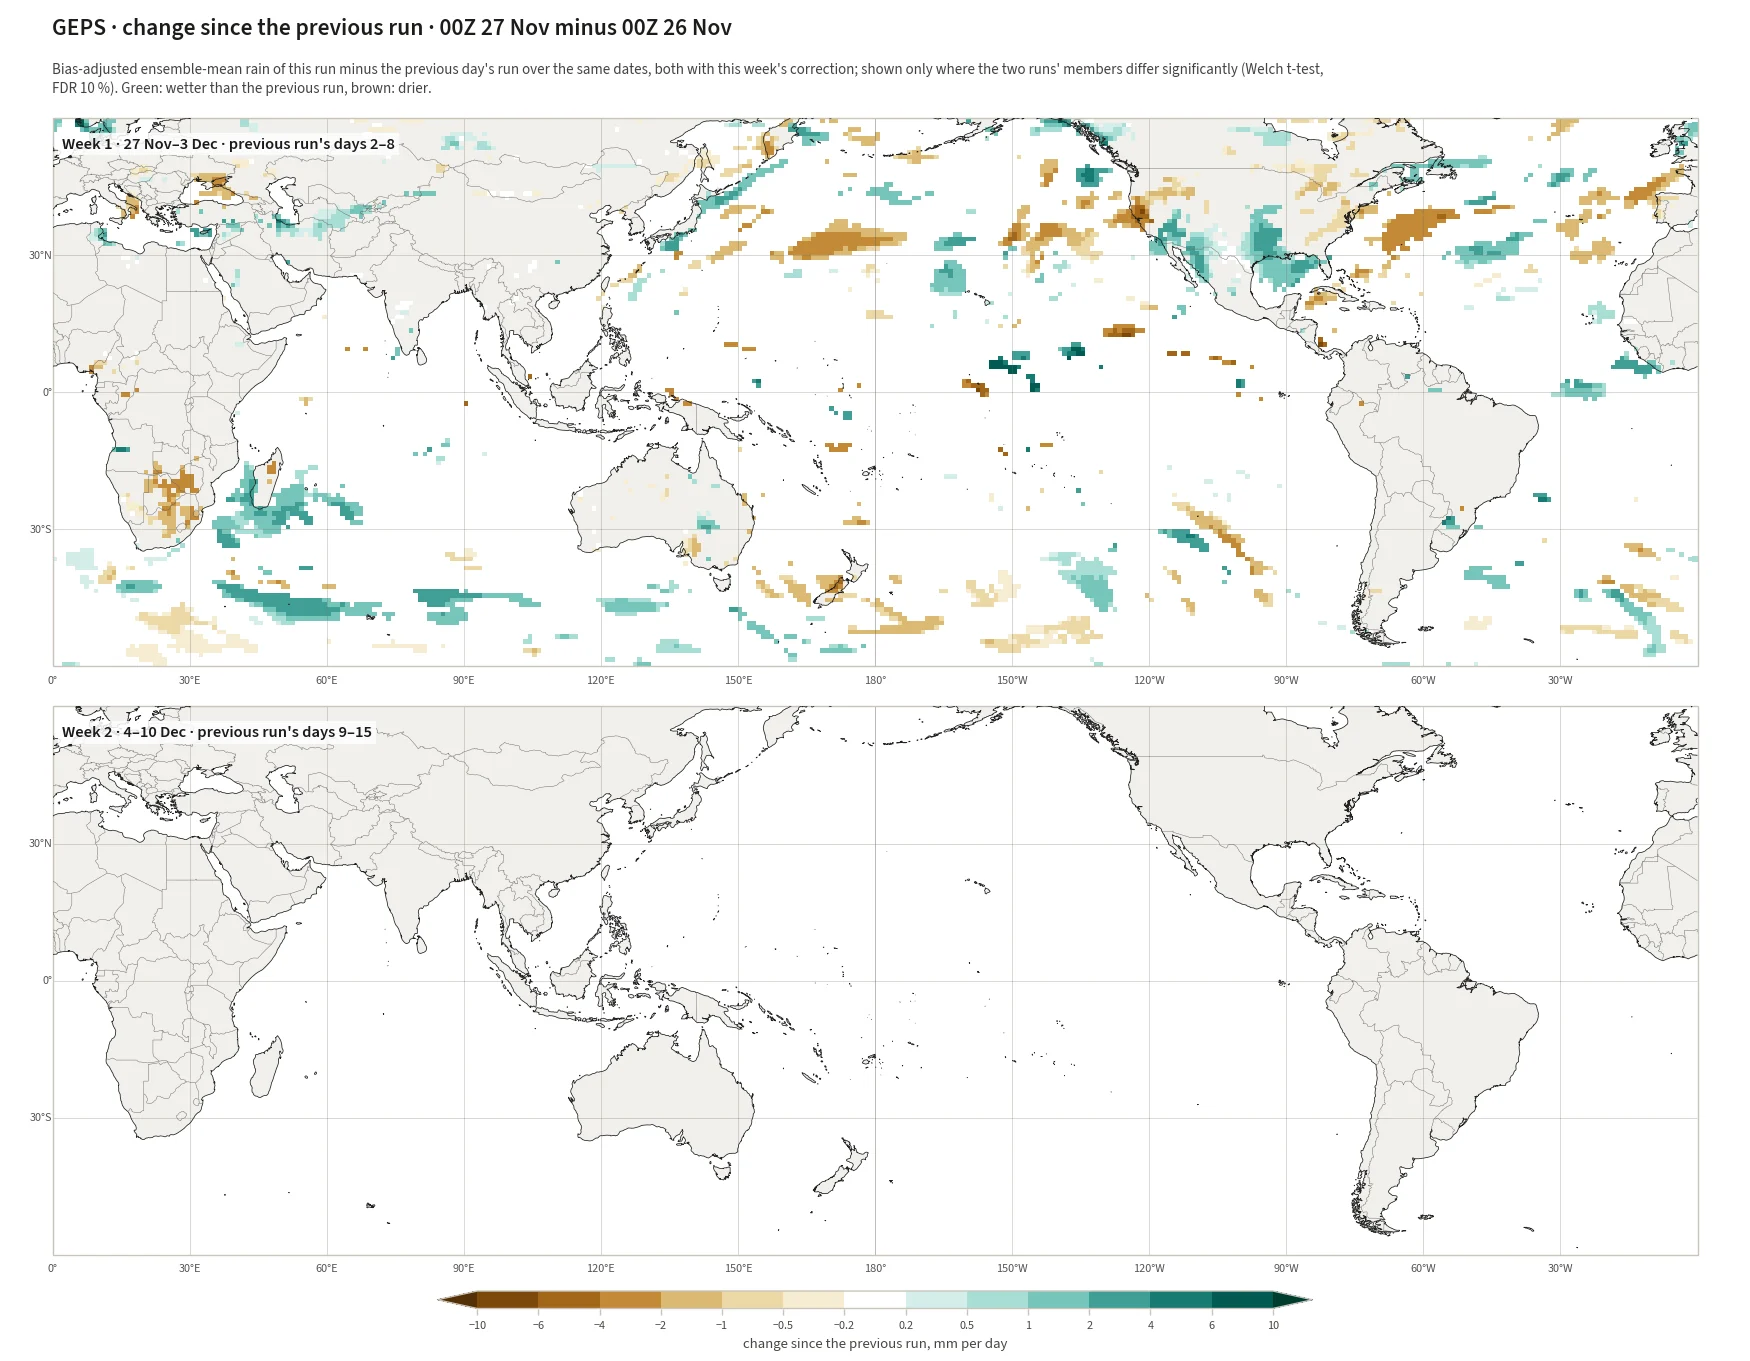 GEPS · change since the previous run · 00Z 27 Nov minus 00Z 26 Nov
Bias-adjusted ensemble-mean rain of this run minus the previous day's run over the same dates, both with this week's correction; shown only where the two runs' members differ significantly (Welch t-test,
FDR 10 %). Green: wetter than the previous run, brown: drier.
Week 1 · 27 Nov–3 Dec · previous run's days 2–8
30°N
0°
30°S
0° 30°E 60°E 90°E 120°E 150°E 180° 150°W 120°W 90°W 60°W 30°W
Week 2 · 4–10 Dec · previous run's days 9–15
30°N
0°
30°S
0° 30°E 60°E 90°E 120°E 150°E 180° 150°W 120°W 90°W 60°W 30°W
−10 −6 −4 −2 −1 −0.5 −0.2 0.2 0.5 1 2 4 6 10
change since the previous run, mm per day